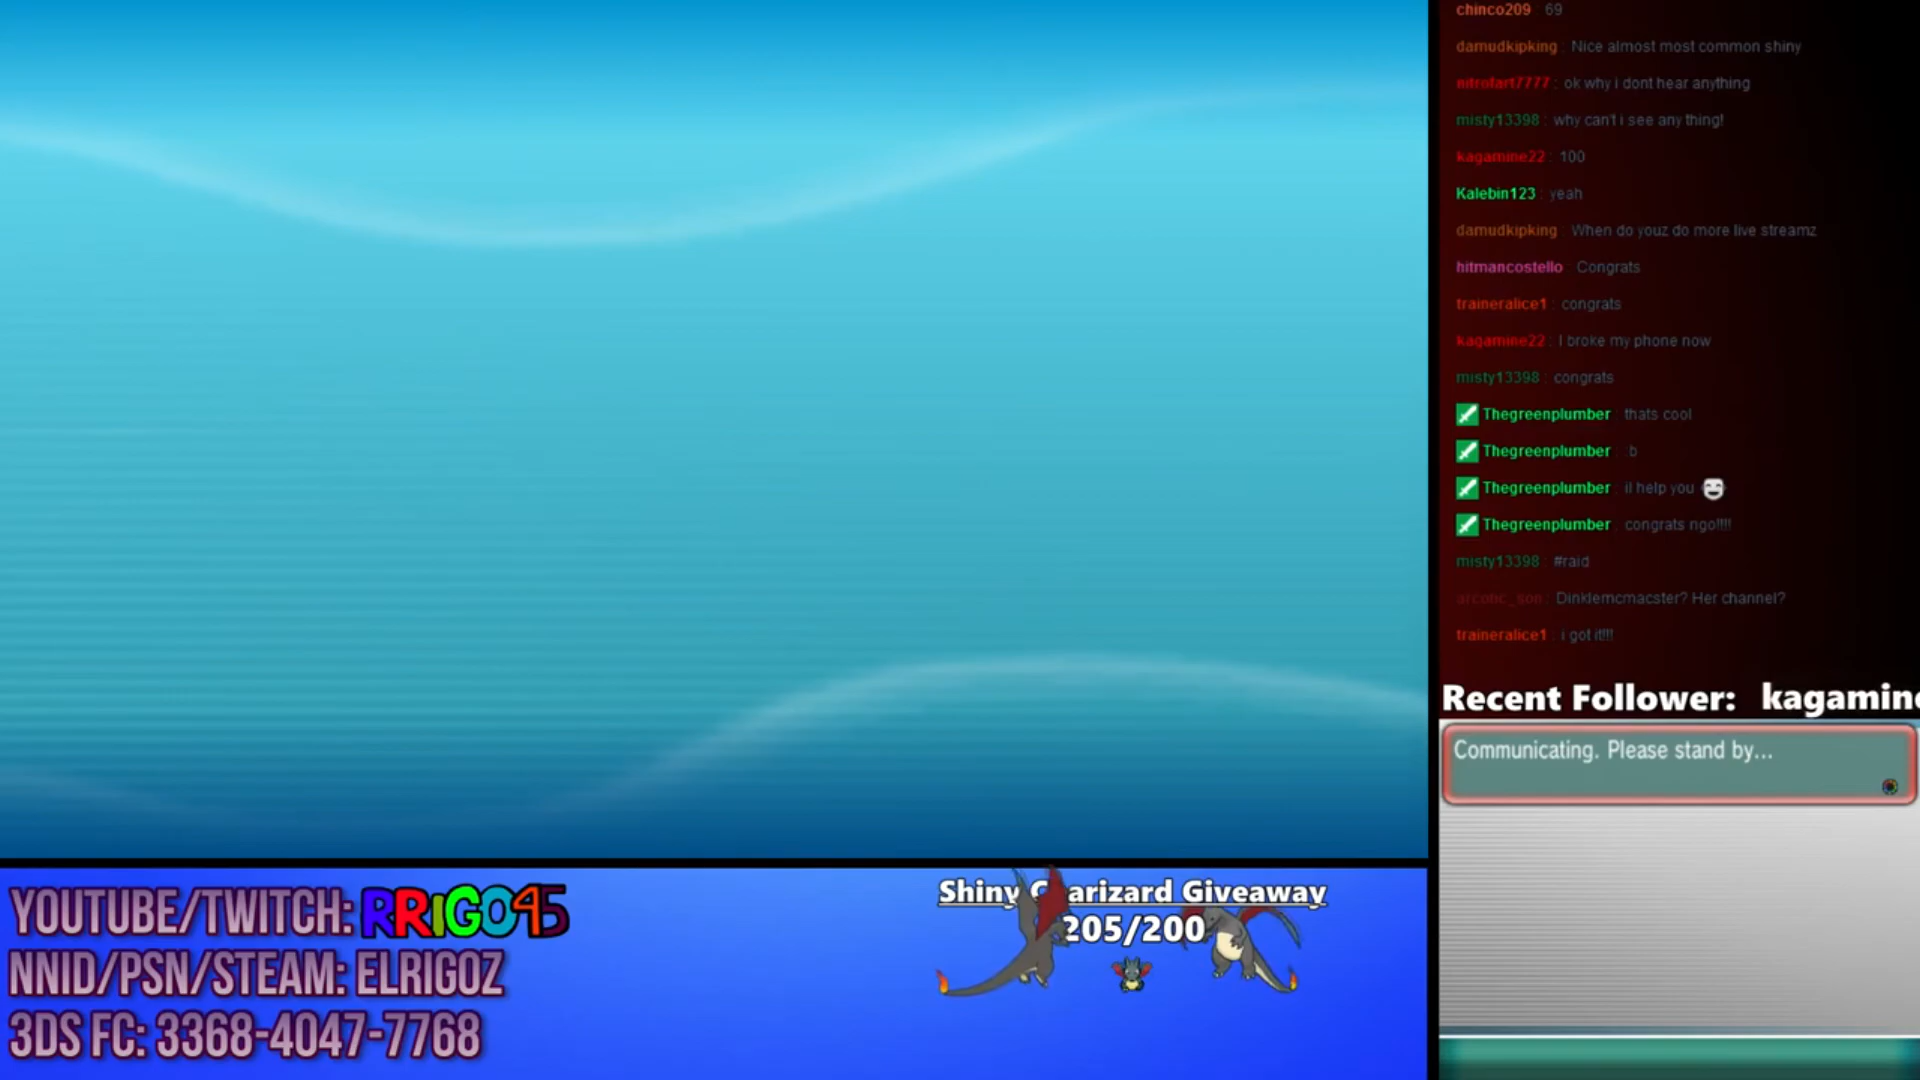 chinco209 : 69
damudkipking : Nice almost most common shiny
nitrofart7777 : ok why i dont hear anything
misty13398 : why can't i see any thing!
kagamine22 : 100
Kalebin123 : yeah
damudkipking : When do youz do more live streamz
hitmancostello : Congrats
traineralice1 : congrats
kagamine22 : I broke my phone now
misty13398 : congrats
Thegreenplumber : thats cool
Thegreenplumber : :b
Thegreenplumber : il help you
Thegreenplumber : congrats rigo!!!!
misty13398 : #raid
arcotic_son : Dinklemcmacster? Her channel?
traineralice1 : i got it!!!
Recent Follower: kagamine
Communicating. Please stand by...
YOUTUBE/TWITCH: RRIGO45
NNID/PSN/STEAM: ELRIGOZ
3DS FC: 3368-4047-7768
Shiny Charizard Giveaway
205/200